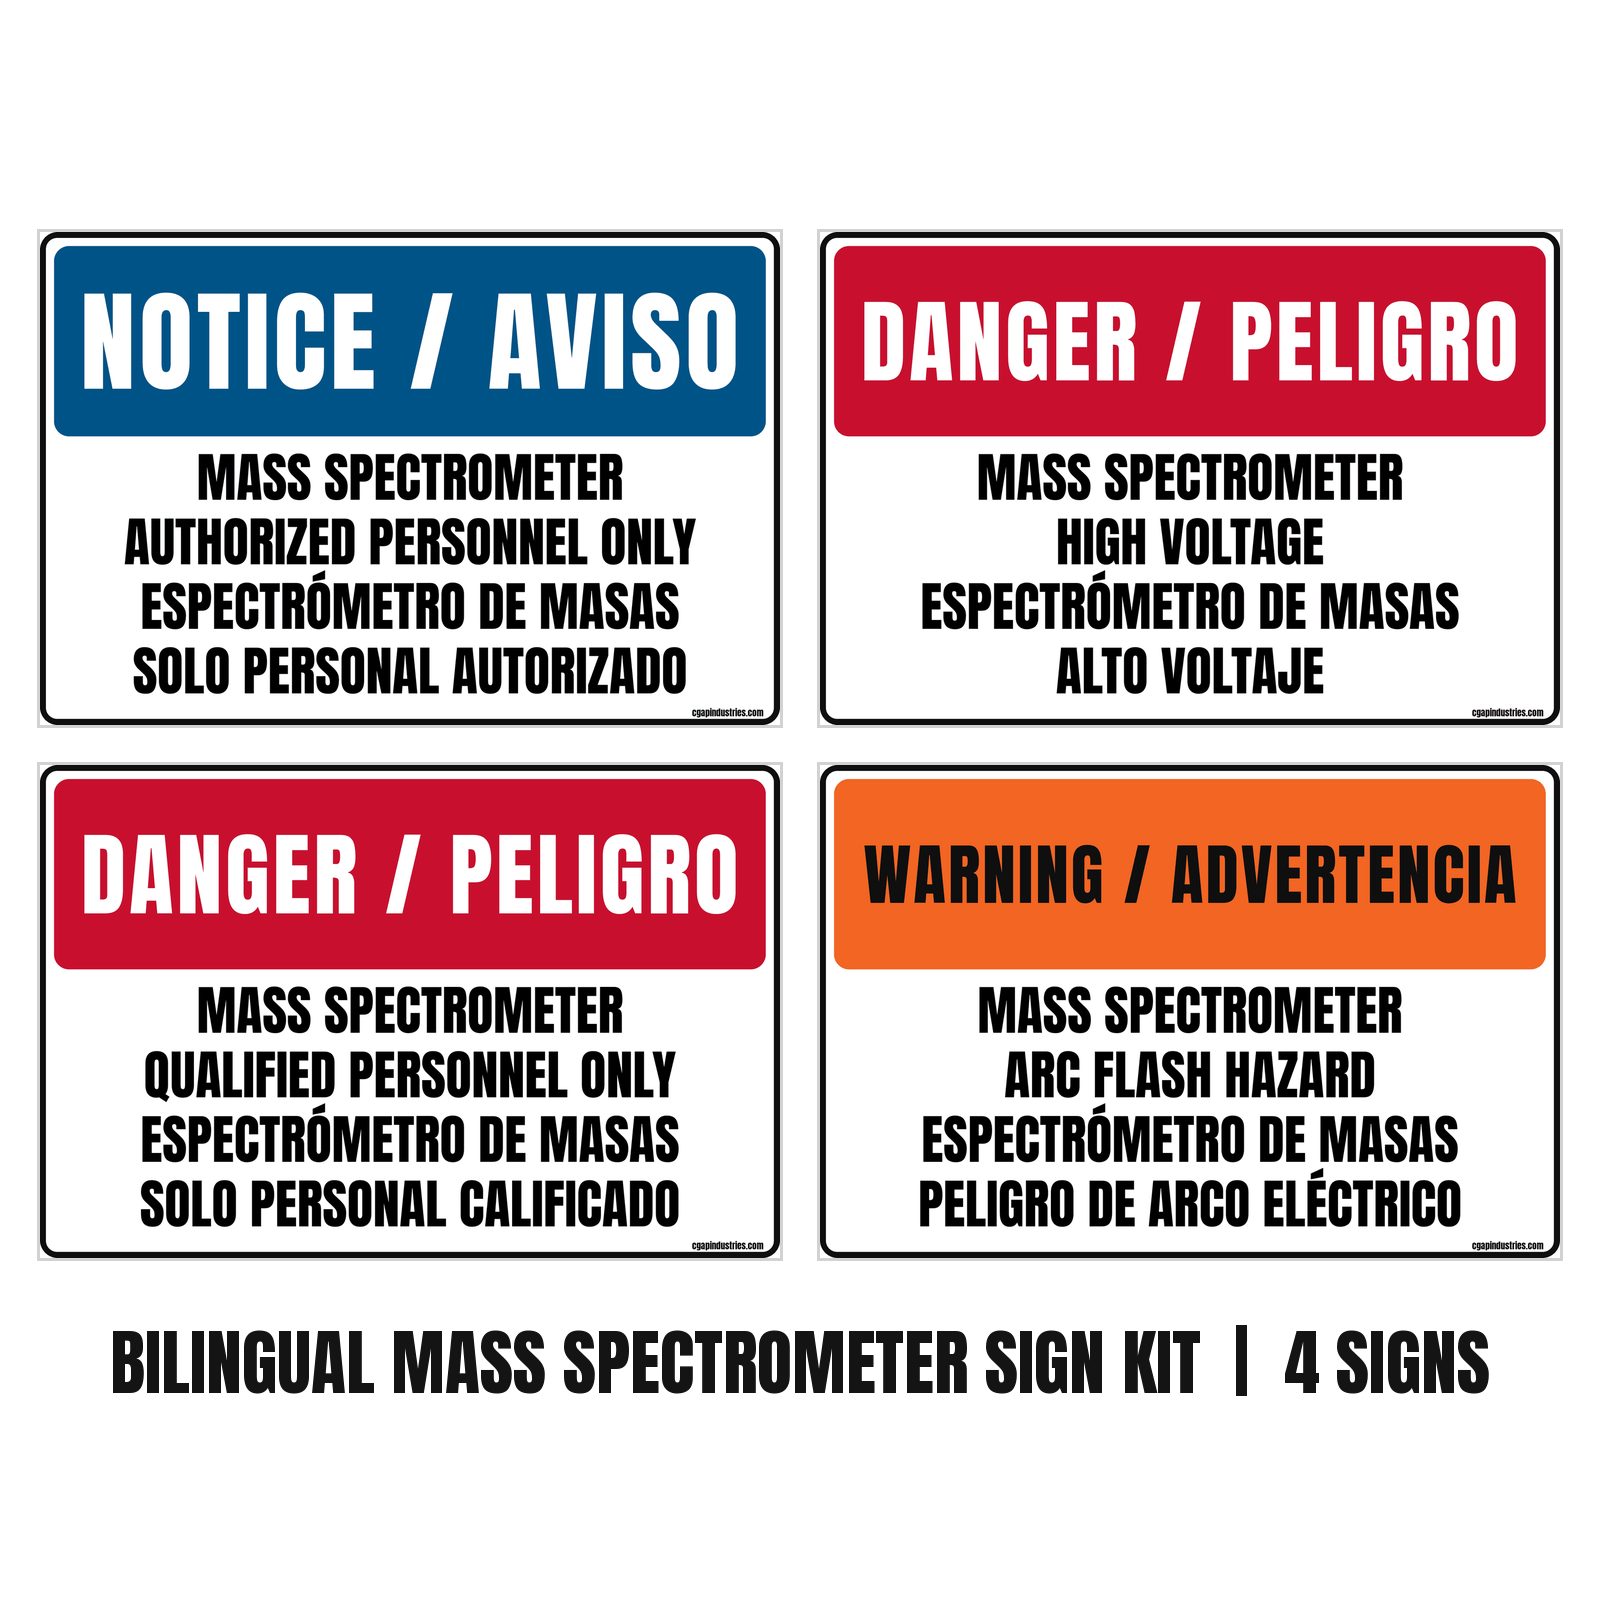 NOTICE / AVISO
MASS SPECTROMETER
AUTHORIZED PERSONNEL ONLY
ESPECTRÓMETRO DE MASAS
SOLO PERSONAL AUTORIZADO
cgapindustries.com
DANGER / PELIGRO
MASS SPECTROMETER
HIGH VOLTAGE
ESPECTRÓMETRO DE MASAS
ALTO VOLTAJE
cgapindustries.com
DANGER / PELIGRO
MASS SPECTROMETER
QUALIFIED PERSONNEL ONLY
ESPECTRÓMETRO DE MASAS
SOLO PERSONAL CALIFICADO
cgapindustries.com
WARNING / ADVERTENCIA
MASS SPECTROMETER
ARC FLASH HAZARD
ESPECTRÓMETRO DE MASAS
PELIGRO DE ARCO ELÉCTRICO
cgapindustries.com
BILINGUAL MASS SPECTROMETER SIGN KIT | 4 SIGNS